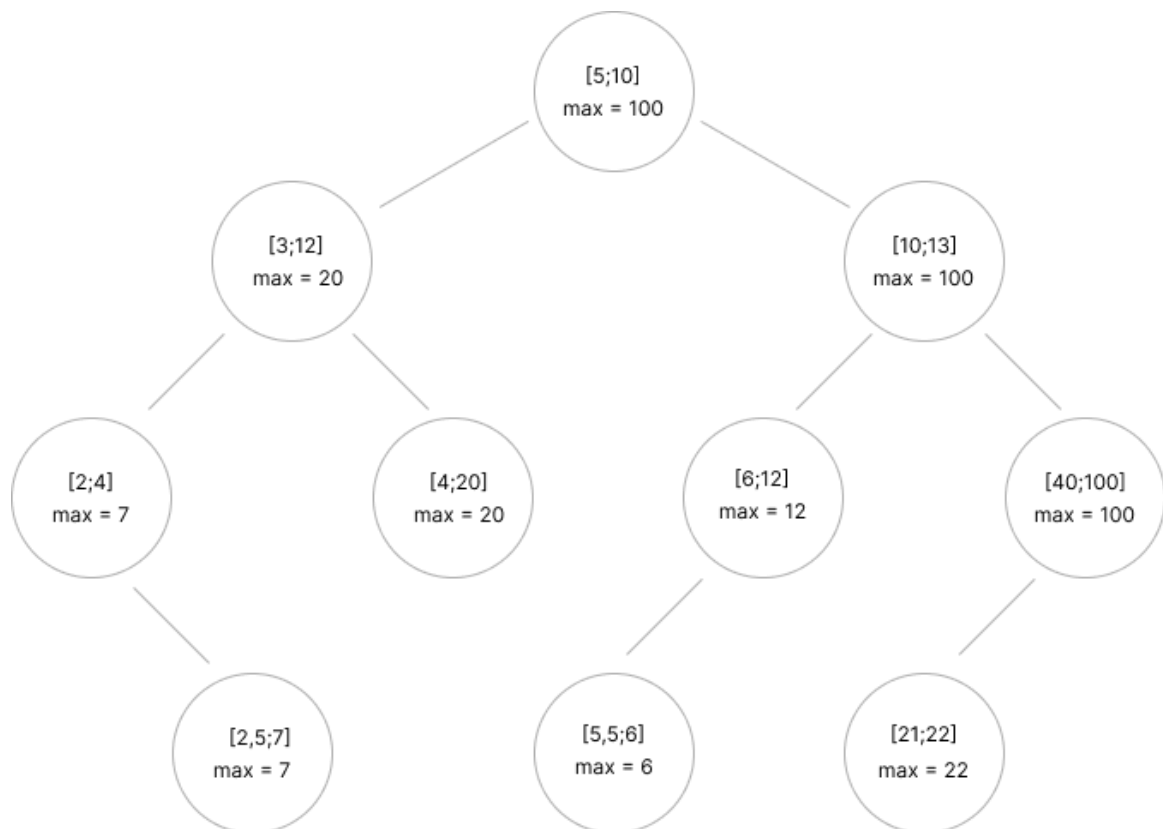 [5;10]
max = 100
[3;12]
max = 20
[10;13]
max = 100
[2;4]
max = 7
[4;20]
max = 20
[6;12]
max = 12
[40;100]
max = 100
[2,5;7]
max = 7
[5,5;6]
max = 6
[21;22]
max = 22